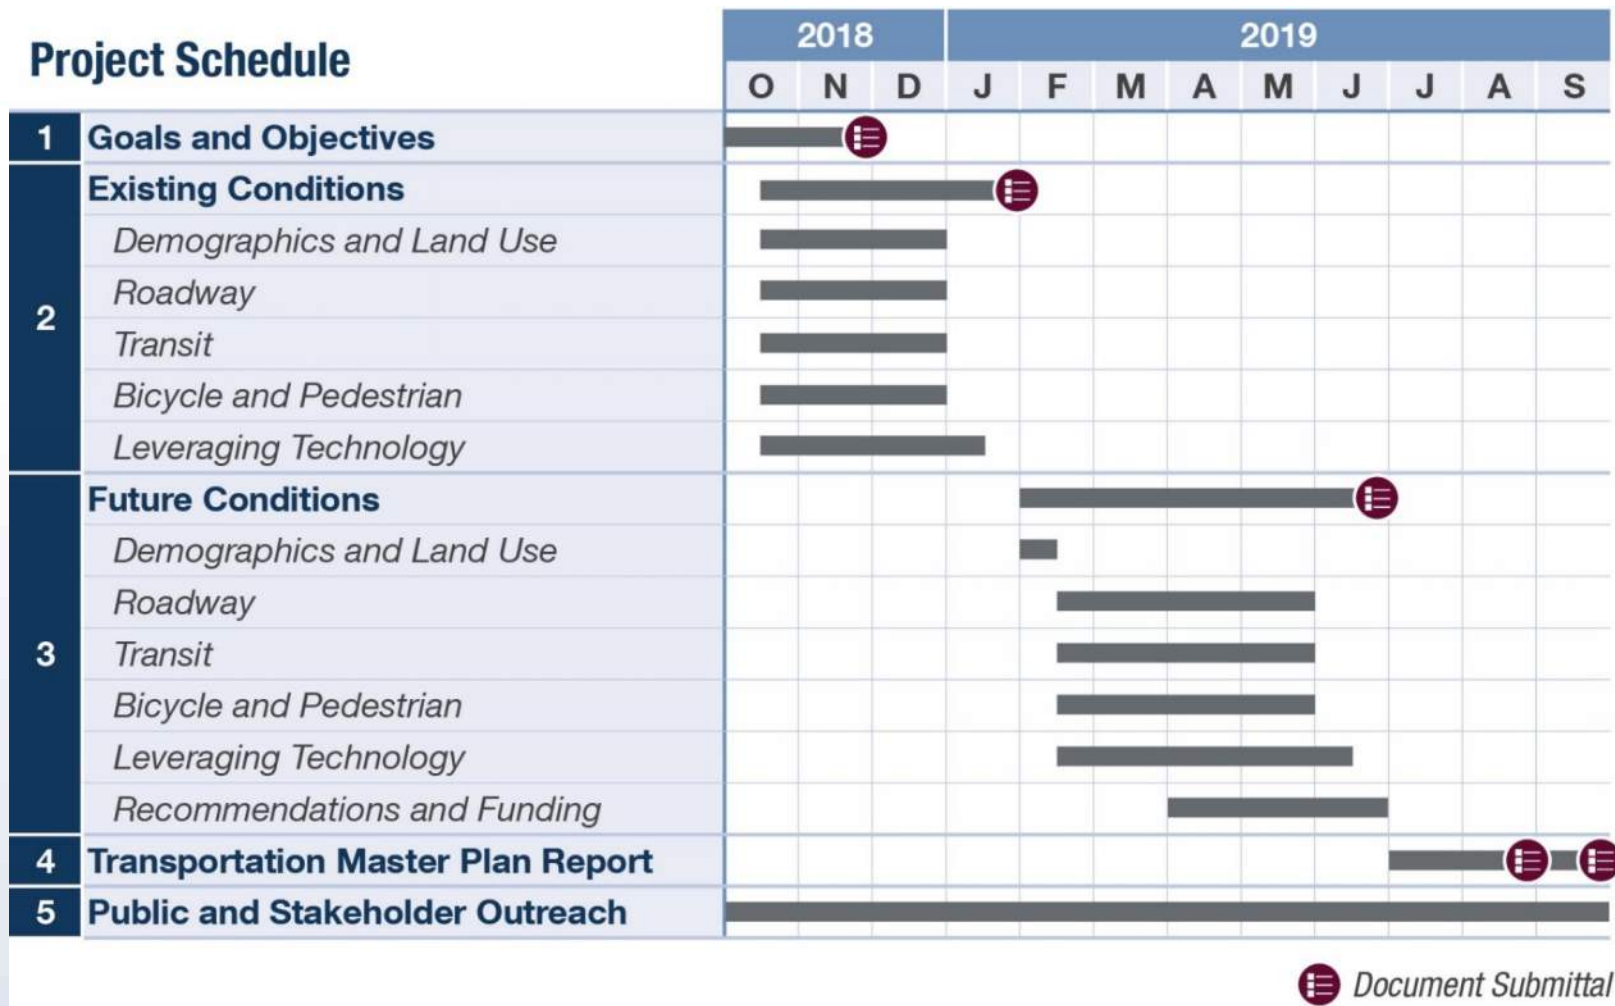 Project Schedule
2018 2019
O N D J F M A M J J A S
1 Goals and Objectives
2 Existing Conditions
Demographics and Land Use
Roadway
Transit
Bicycle and Pedestrian
Leveraging Technology
3 Future Conditions
Demographics and Land Use
Roadway
Transit
Bicycle and Pedestrian
Leveraging Technology
Recommendations and Funding
4 Transportation Master Plan Report
5 Public and Stakeholder Outreach
Document Submittal